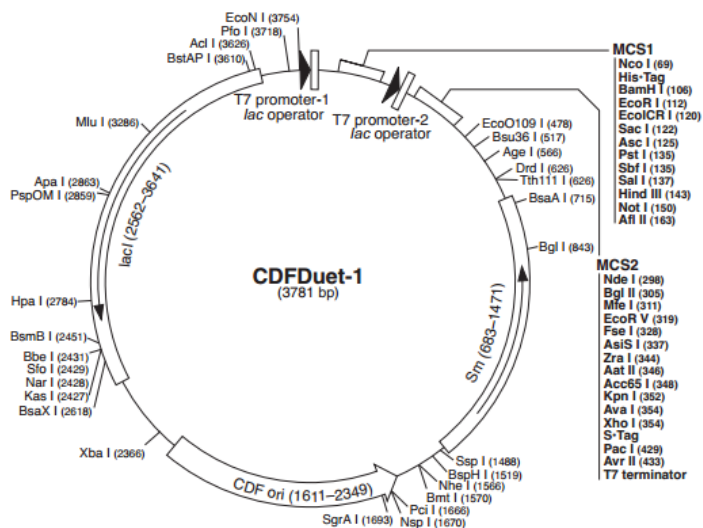 EcoN I (3754)
Pfo I (3718)
AclI (3626)
BstAP I (3610)
T7 promoter-1
lac operator
T7 promoter-2
lac operator
Mlu I (3286)
Apa I (2863)
PspOM I (2859)
lacI (2562–3641)
Hpa I (2784)
BsmB I (2451)
Bbe I (2431)
Sfo I (2429)
Nar I (2428)
Kas I (2427)
BsaX I (2618)
Xba I (2366)
CDF ori (1611–2349)
SgrA I (1693)
Nsp I (1670)
Pci I (1666)
Bmt I (1570)
Nhe I (1566)
BspH I (1519)
Ssp I (1488)
Sm (683–1471)
CDFDuet-1
(3781 bp)
EcoO109 I (478)
Bsu36 I (517)
Age I (566)
Drd I (626)
Tth111 I (626)
BsaA I (715)
Bgl I (843)
MCS1
Nco I (69)
His•Tag
BamH I (106)
EcoR I (112)
EcoICR I (120)
Sac I (122)
Asc I (125)
Pst I (135)
Sbf I (135)
Sal I (137)
Hind III (143)
Not I (150)
Afl II (163)
MCS2
Nde I (298)
Bgl II (305)
Mfe I (311)
EcoR V (319)
Fse I (328)
AsiS I (337)
Zra I (344)
Aat II (346)
Acc65 I (348)
Kpn I (352)
Ava I (354)
Xho I (354)
S•Tag
Pac I (429)
Avr II (433)
T7 terminator